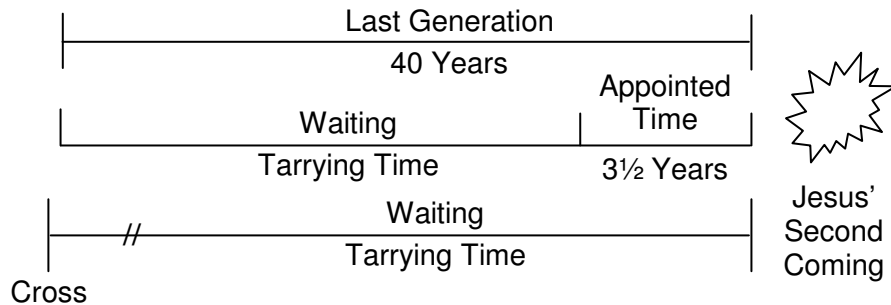 Last Generation
40 Years
Appointed
Time
Waiting
Tarrying Time
3½ Years
Waiting
Tarrying Time
Cross
Jesus’
Second
Coming